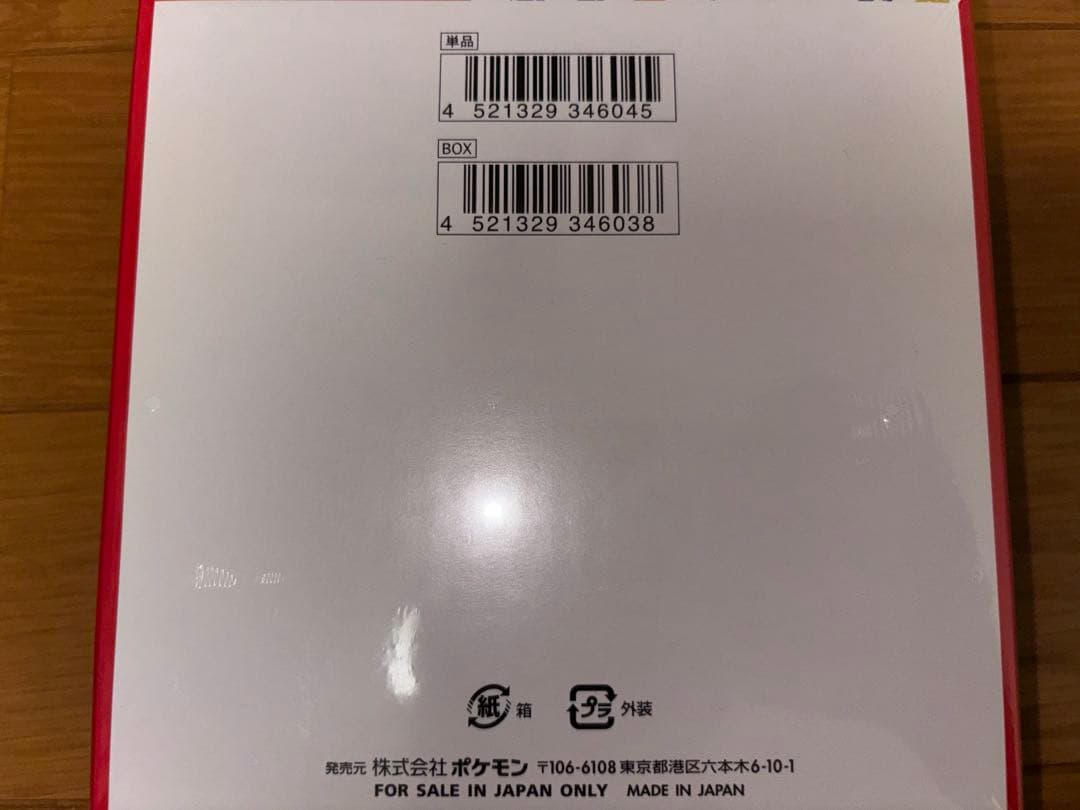 単品
4 521329 346045
BOX
4 521329 346038
紙 箱 プラ 外装
発売元 株式会社ポケモン 〒106-6108 東京都港区六本木6-10-1
FOR SALE IN JAPAN ONLY MADE IN JAPAN